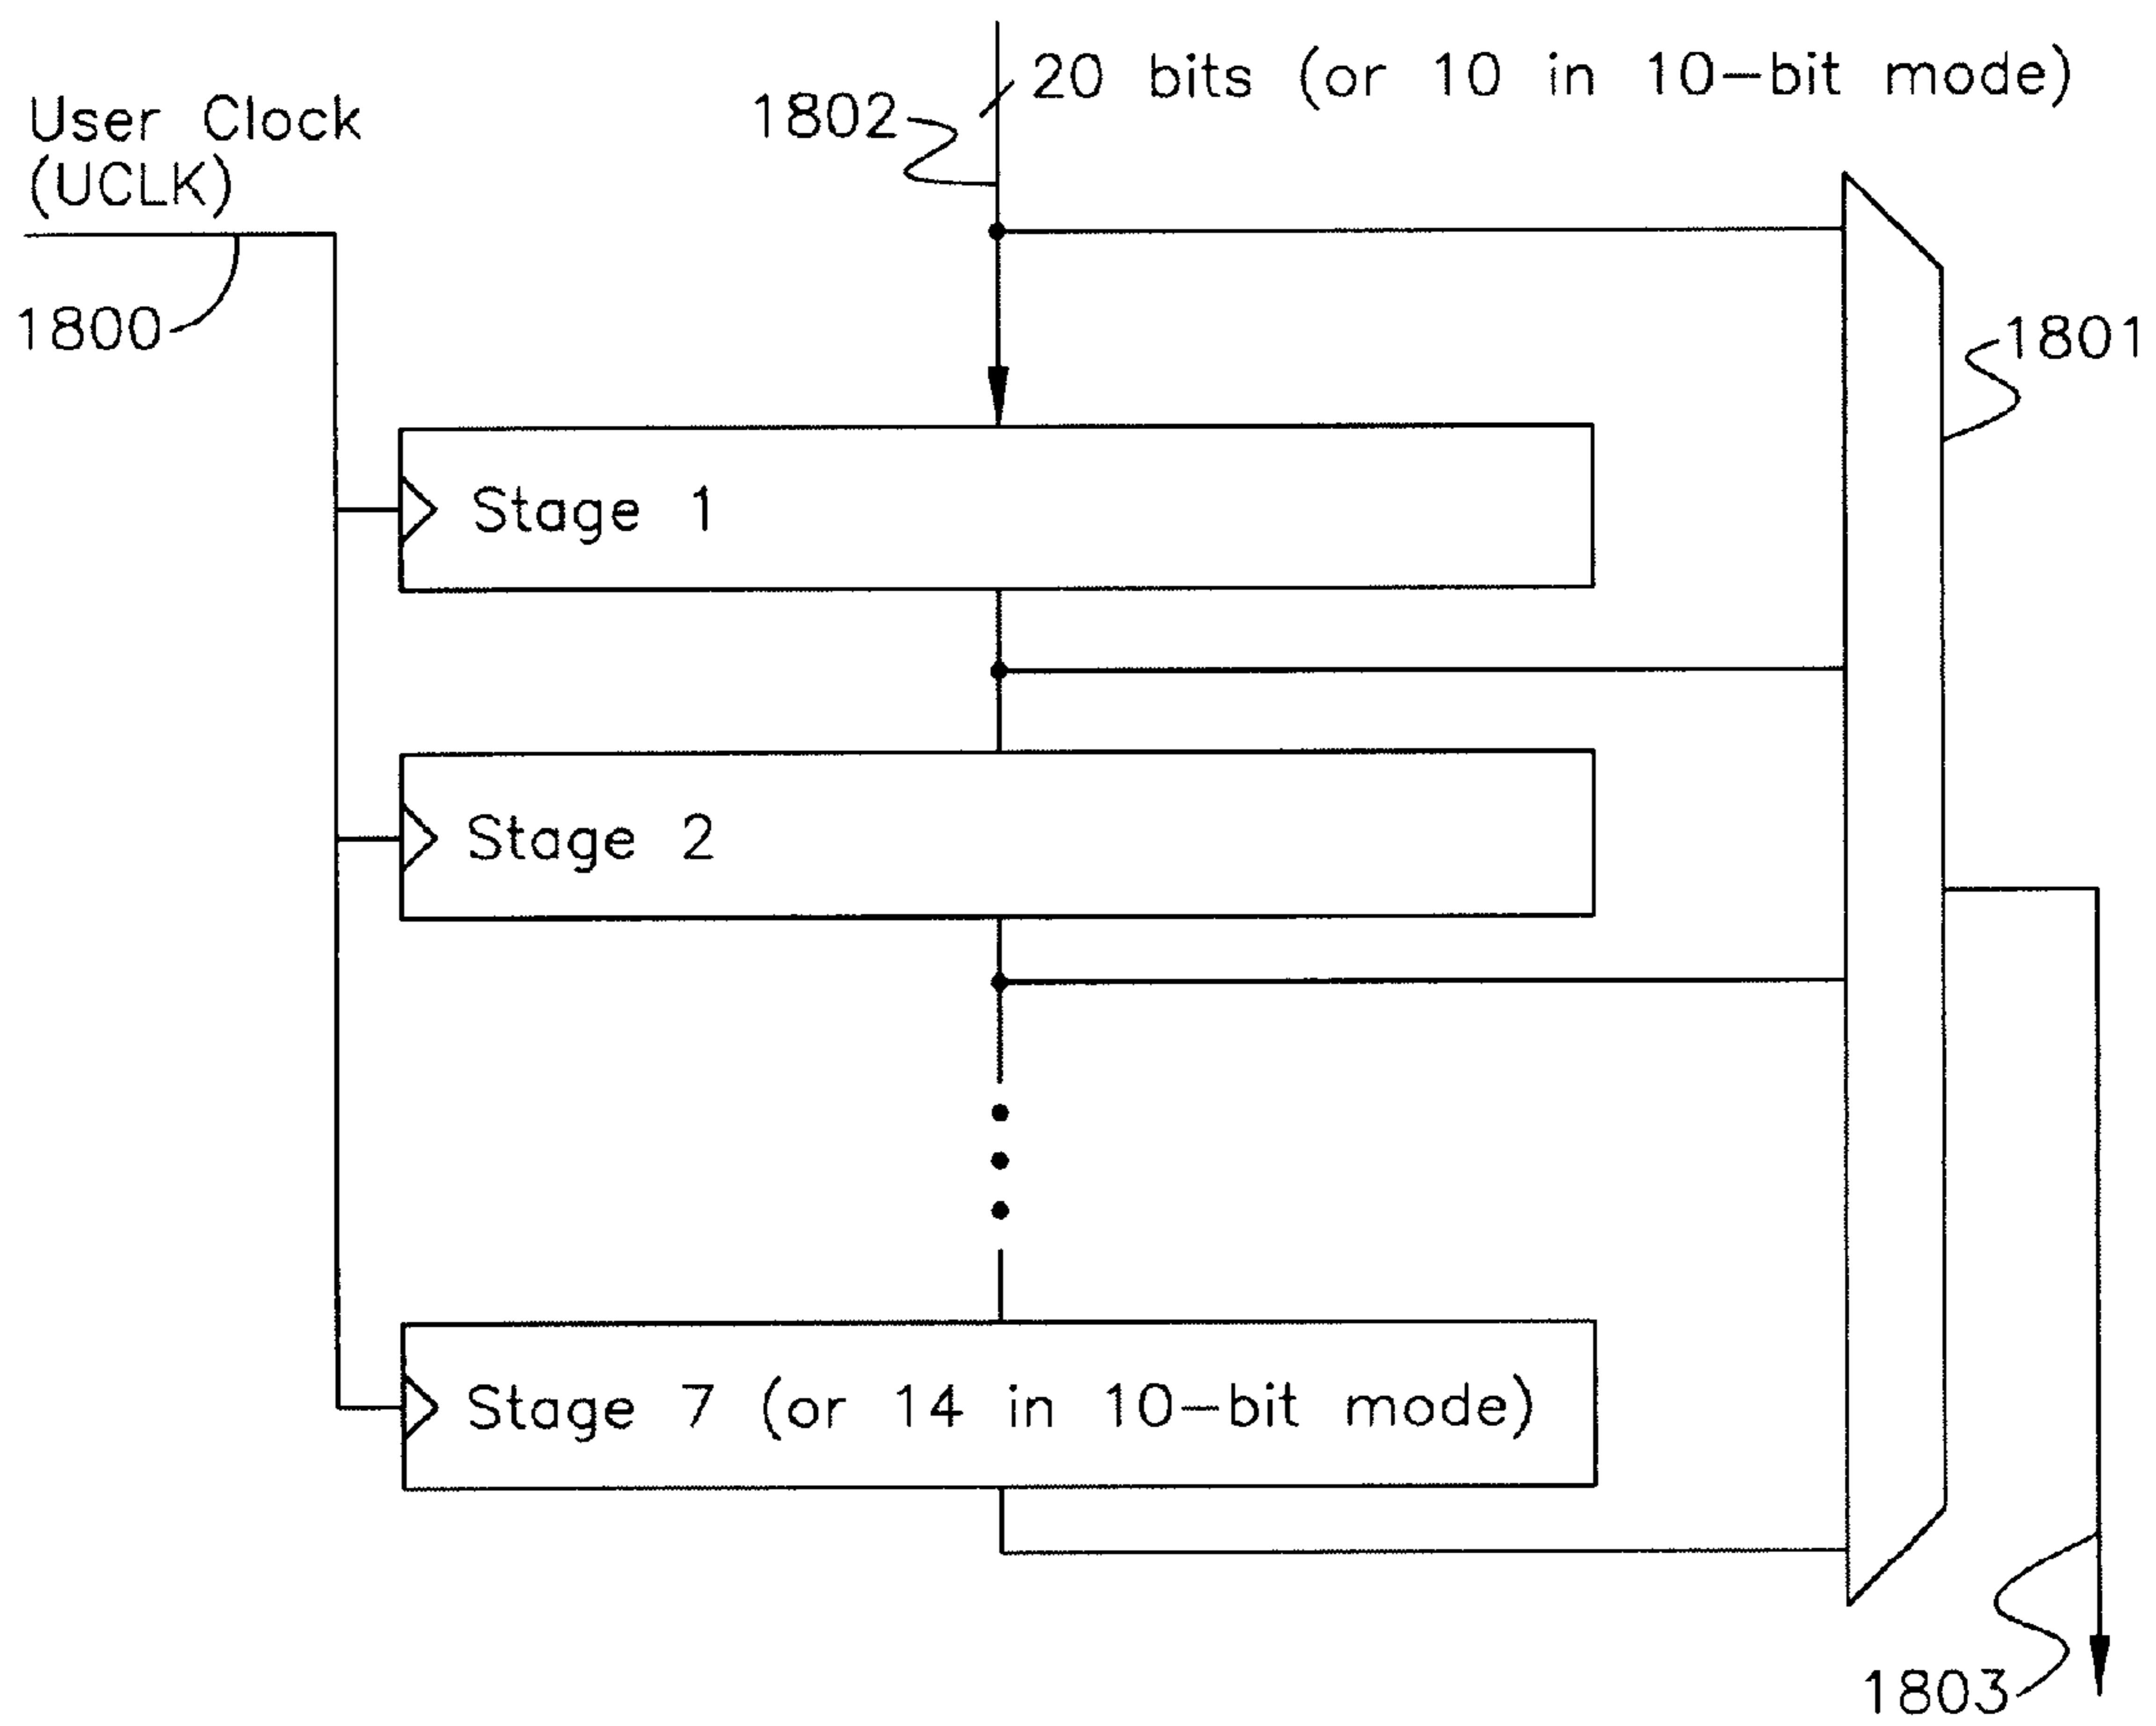 20 bits (or 10 in 10-bit mode)
1802
User Clock
(UCLK)
1800
1801
Stage 1
Stage 2
Stage 7 (or 14 in 10-bit mode)
1803